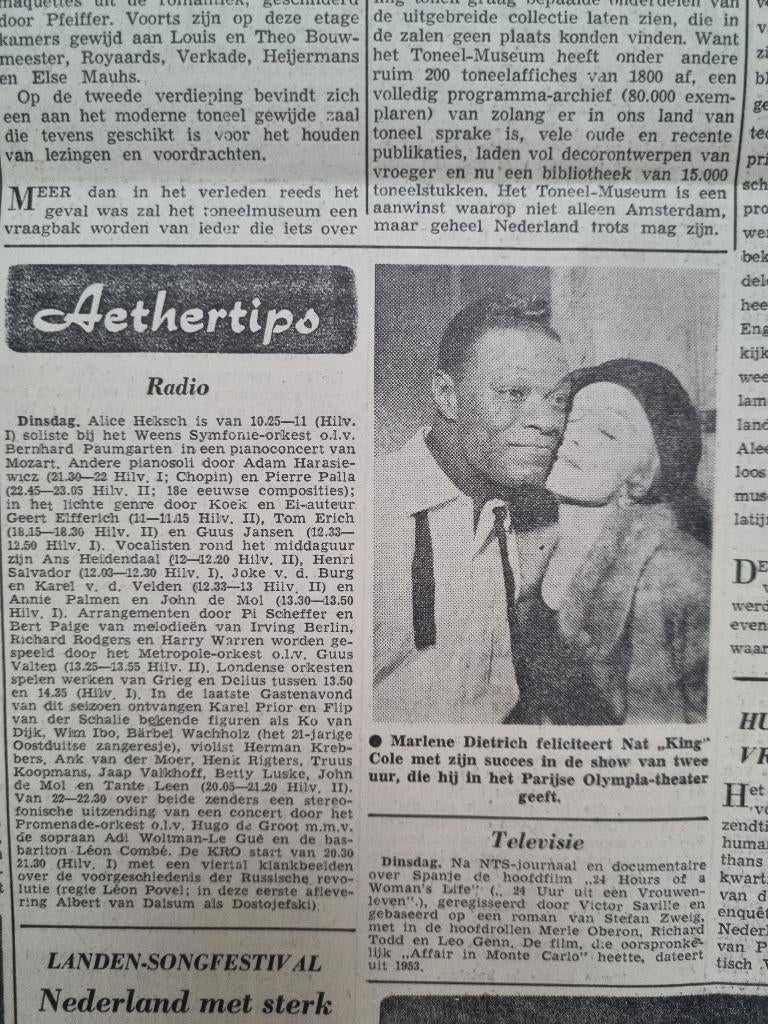 maquettes uit de romantiek,
door Pfeiffer. Voorts zijn op deze etage
kamers gewijd aan Louis en Theo Bouw-
meester, Royaards, Verkade, Heijermans
en Else Mauhs.
Op de tweede verdieping bevindt zich
een aan het moderne toneel gewijde zaal
die tevens geschikt is voor het houden
van lezingen en voordrachten.
MEER dan in het verleden reeds het
geval was zal het toneelmuseum een
vraagbak worden van ieder die iets over
de uitgebreide collectie laten zien, die in
de zalen geen plaats konden vinden. Want
het Toneel-Museum heeft onder andere
ruim 200 toneelaffiches van 1800 af, een
volledig programma-archief (80.000 exem-
plaren) van zolang er in ons land van
toneel sprake is, vele oude en recente
publikaties, laden vol decorontwerpen van
vroeger en nu een bibliotheek van 15.000
toneelstukken. Het Toneel-Museum is een
aanwinst waarop niet alleen Amsterdam,
maar geheel Nederland trots mag zijn.
Aethertips
Radio
Dinsdag. Alice Heksch is van 10.25—11 (Hilv.
I) soliste bij het Weens Symfonie-orkest o.l.v.
Bernhard Paumgarten in een pianoconcert van
Mozart. Andere pianosoli door Adam Harasie-
wicz (21.30—22 Hilv. I; Chopin) en Pierre Palla
(22.45—23.05 Hilv. II; 18e eeuwse composities);
in het lichte genre door Koek en Ei-auteur
Geert Elfferich (11—11.15 Hilv. II), Tom Erich
(18.15—18.30 Hilv. II) en Guus Jansen (12.33—
12.50 Hilv. I). Vocalisten rond het middaguur
zijn Ans Heidendaal (12—12.20 Hilv. II), Henri
Salvador (12.03—12.30 Hilv. I), Joke v. d. Burg
en Karel v. d. Velden (12.33—13 Hilv. II) en
Annie Palmen en John de Mol (13.30—13.50
Hilv. I). Arrangementen door Pi Scheffer en
Bert Paige van melodieën van Irving Berlin,
Richard Rodgers en Harry Warren worden ge-
speeld door het Metropole-orkest o.l.v. Guus
Valten (13.25—13.55 Hilv. II). Londense orkesten
spelen werken van Grieg en Delius tussen 13.50
en 14.35 (Hilv. I). In de laatste Gastenavond
van dit seizoen ontvangen Karel Prior en Flip
van der Schalie bekende figuren als Ko van
Dijk, Wim Ibo, Bärbel Wachholz (het 21-jarige
Oostduitse zangeresje), violist Herman Kreb-
bers, Ank van der Moer, Henk Rigters, Truus
Koopmans, Jaap Valkhoff, Betty Luske, John
de Mol en Tante Leen (20.05—21.20 Hilv. II).
Van 22—22.30 over beide zenders een stereo-
fonische uitzending van een concert door het
Promenade-orkest o.l.v. Hugo de Groot m.m.v.
de sopraan Adi Woltman-Le Gué en de bas-
bariton Léon Combé. De KRO start van 20.30
21.30 (Hilv. I) met een viertal klankbeelden
over de voorgeschiedenis der Russische revo-
lutie (regie Léon Povel; in deze eerste afleve-
ring Albert van Dalsum als Dostojefski)
LANDEN-SONGFESTIVAL
Nederland met sterk
● Marlene Dietrich feliciteert Nat „King"
Cole met zijn succes in de show van twee
uur, die hij in het Parijse Olympia-theater
geeft.
Televisie
Dinsdag. Na NTS-journaal en documentaire
over Spanje de hoofdfilm „24 Hours of a
Woman's Life" („ 24 Uur uit een Vrouwen-
leven".), geregisseerd door Victor Saville en
gebaseerd op een roman van Stefan Zweig,
met in de hoofdrollen Merle Oberon, Richard
Todd en Leo Genn. De film, die oorspronke-
lijk „Affair in Monte Carlo" heette, dateert
uit 1953.